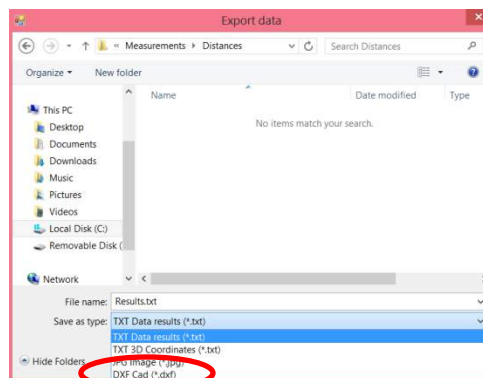 Export data
« Measurements Distances
Search Distances
Organize New folder
Name Date modified Type
No items match your search.
This PC
Desktop
Documents
Downloads
Music
Pictures
Videos
Local Disk (C:)
Removable Disk (
Network
File name: Results.txt
Save as type: TXT Data results (*.txt)
TXT Data results (*.txt)
TXT 3D Coordinates (*.txt)
JPG Image (*.jpg)
Hide Folders
DXF Cad (*.dxf)